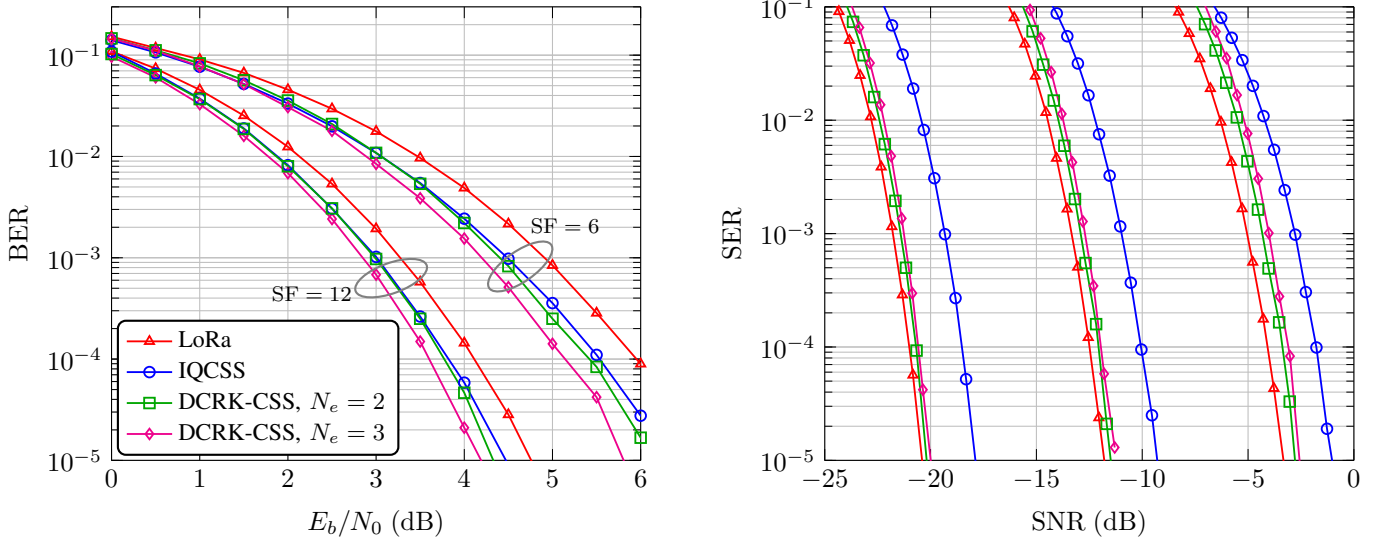 10^{-1}
10^{-2}
10^{-3}
10^{-4}
10^{-5}
BER
0
1
2
3
4
5
6
E_b/N_0 (dB)
SF = 6
SF = 12
LoRa
IQCSS
DCRK-CSS, N_e = 2
DCRK-CSS, N_e = 3
10^{-1}
10^{-2}
10^{-3}
10^{-4}
10^{-5}
SER
−25
−20
−15
−10
−5
0
SNR (dB)